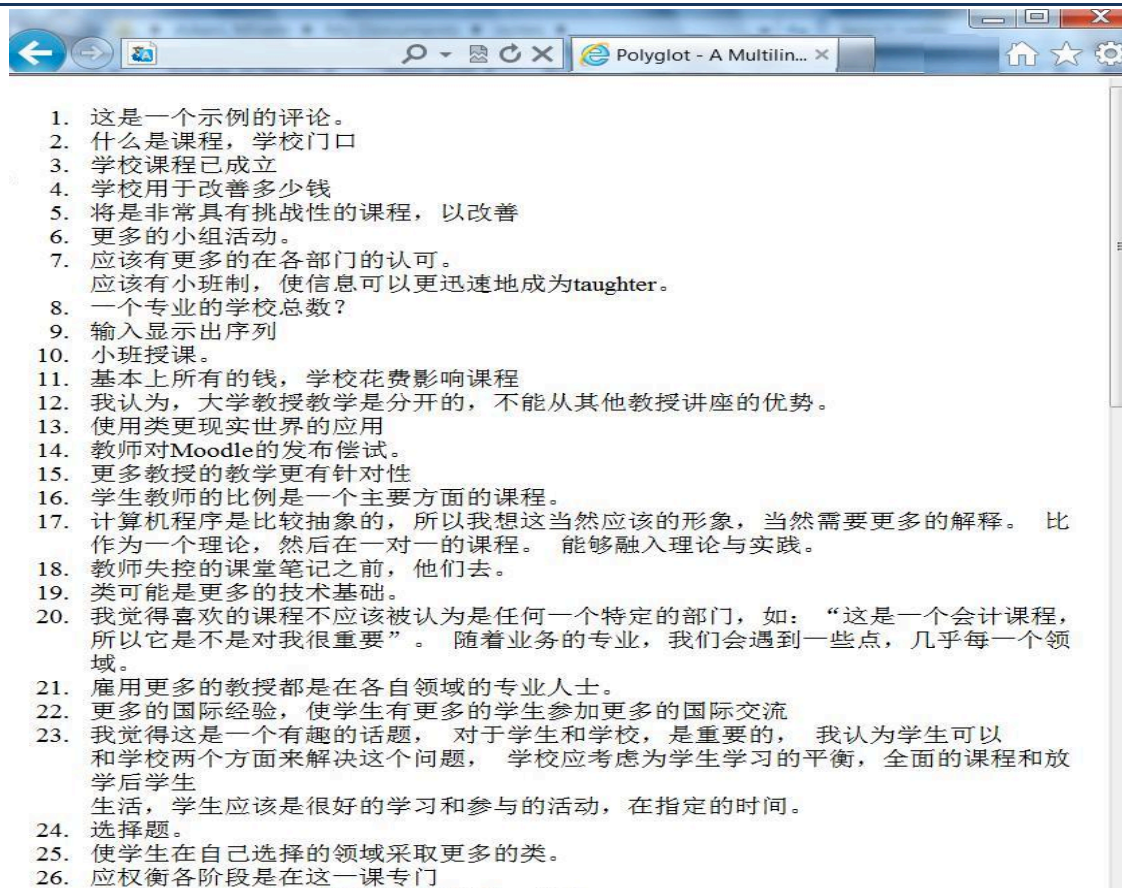 Polyglot - A Multilin...
1. 这是一个示例的评论。
2. 什么是课程，学校门口
3. 学校课程已成立
4. 学校用于改善多少钱
5. 将是非常具有挑战性的课程，以改善
6. 更多的小组活动。
7. 应该有更多的在各部门的认可。
应该有小班制，使信息可以更迅速地成为taughter。
8. 一个专业的学校总数？
9. 输入显示出序列
10. 小班授课。
11. 基本上所有的钱，学校花费影响课程
12. 我认为，大学教授教学是分开的，不能从其他教授讲座的优势。
13. 使用类更现实世界的应用
14. 教师对Moodle的发布偿试。
15. 更多教授的教学更有针对性
16. 学生教师的比例是一个主要方面的课程。
17. 计算机程序是比较抽象的，所以我想这当然应该的形象，当然需要更多的解释。 比
作为一个理论，然后在一对一的课程。 能够融入理论与实践。
18. 教师失控的课堂笔记之前，他们去。
19. 类可能是更多的技术基础。
20. 我觉得喜欢的课程不应该被认为是任何一个特定的部门，如：“这是一个会计课程，
所以它是不是对我很重要”。 随着业务的专业，我们会遇到一些点，几乎每一个领
域。
21. 雇用更多的教授都是在各自领域的专业人士。
22. 更多的国际经验，使学生有更多的学生参加更多的国际交流
23. 我觉得这是一个有趣的话题， 对于学生和学校，是重要的， 我认为学生可以
和学校两个方面来解决这个问题， 学校应考虑为学生学习的平衡，全面的课程和放
学后学生
生活，学生应该是很好的学习和参与的活动，在指定的时间。
24. 选择题。
25. 使学生在自己选择的领域采取更多的类。
26. 应权衡各阶段是在这一课专门